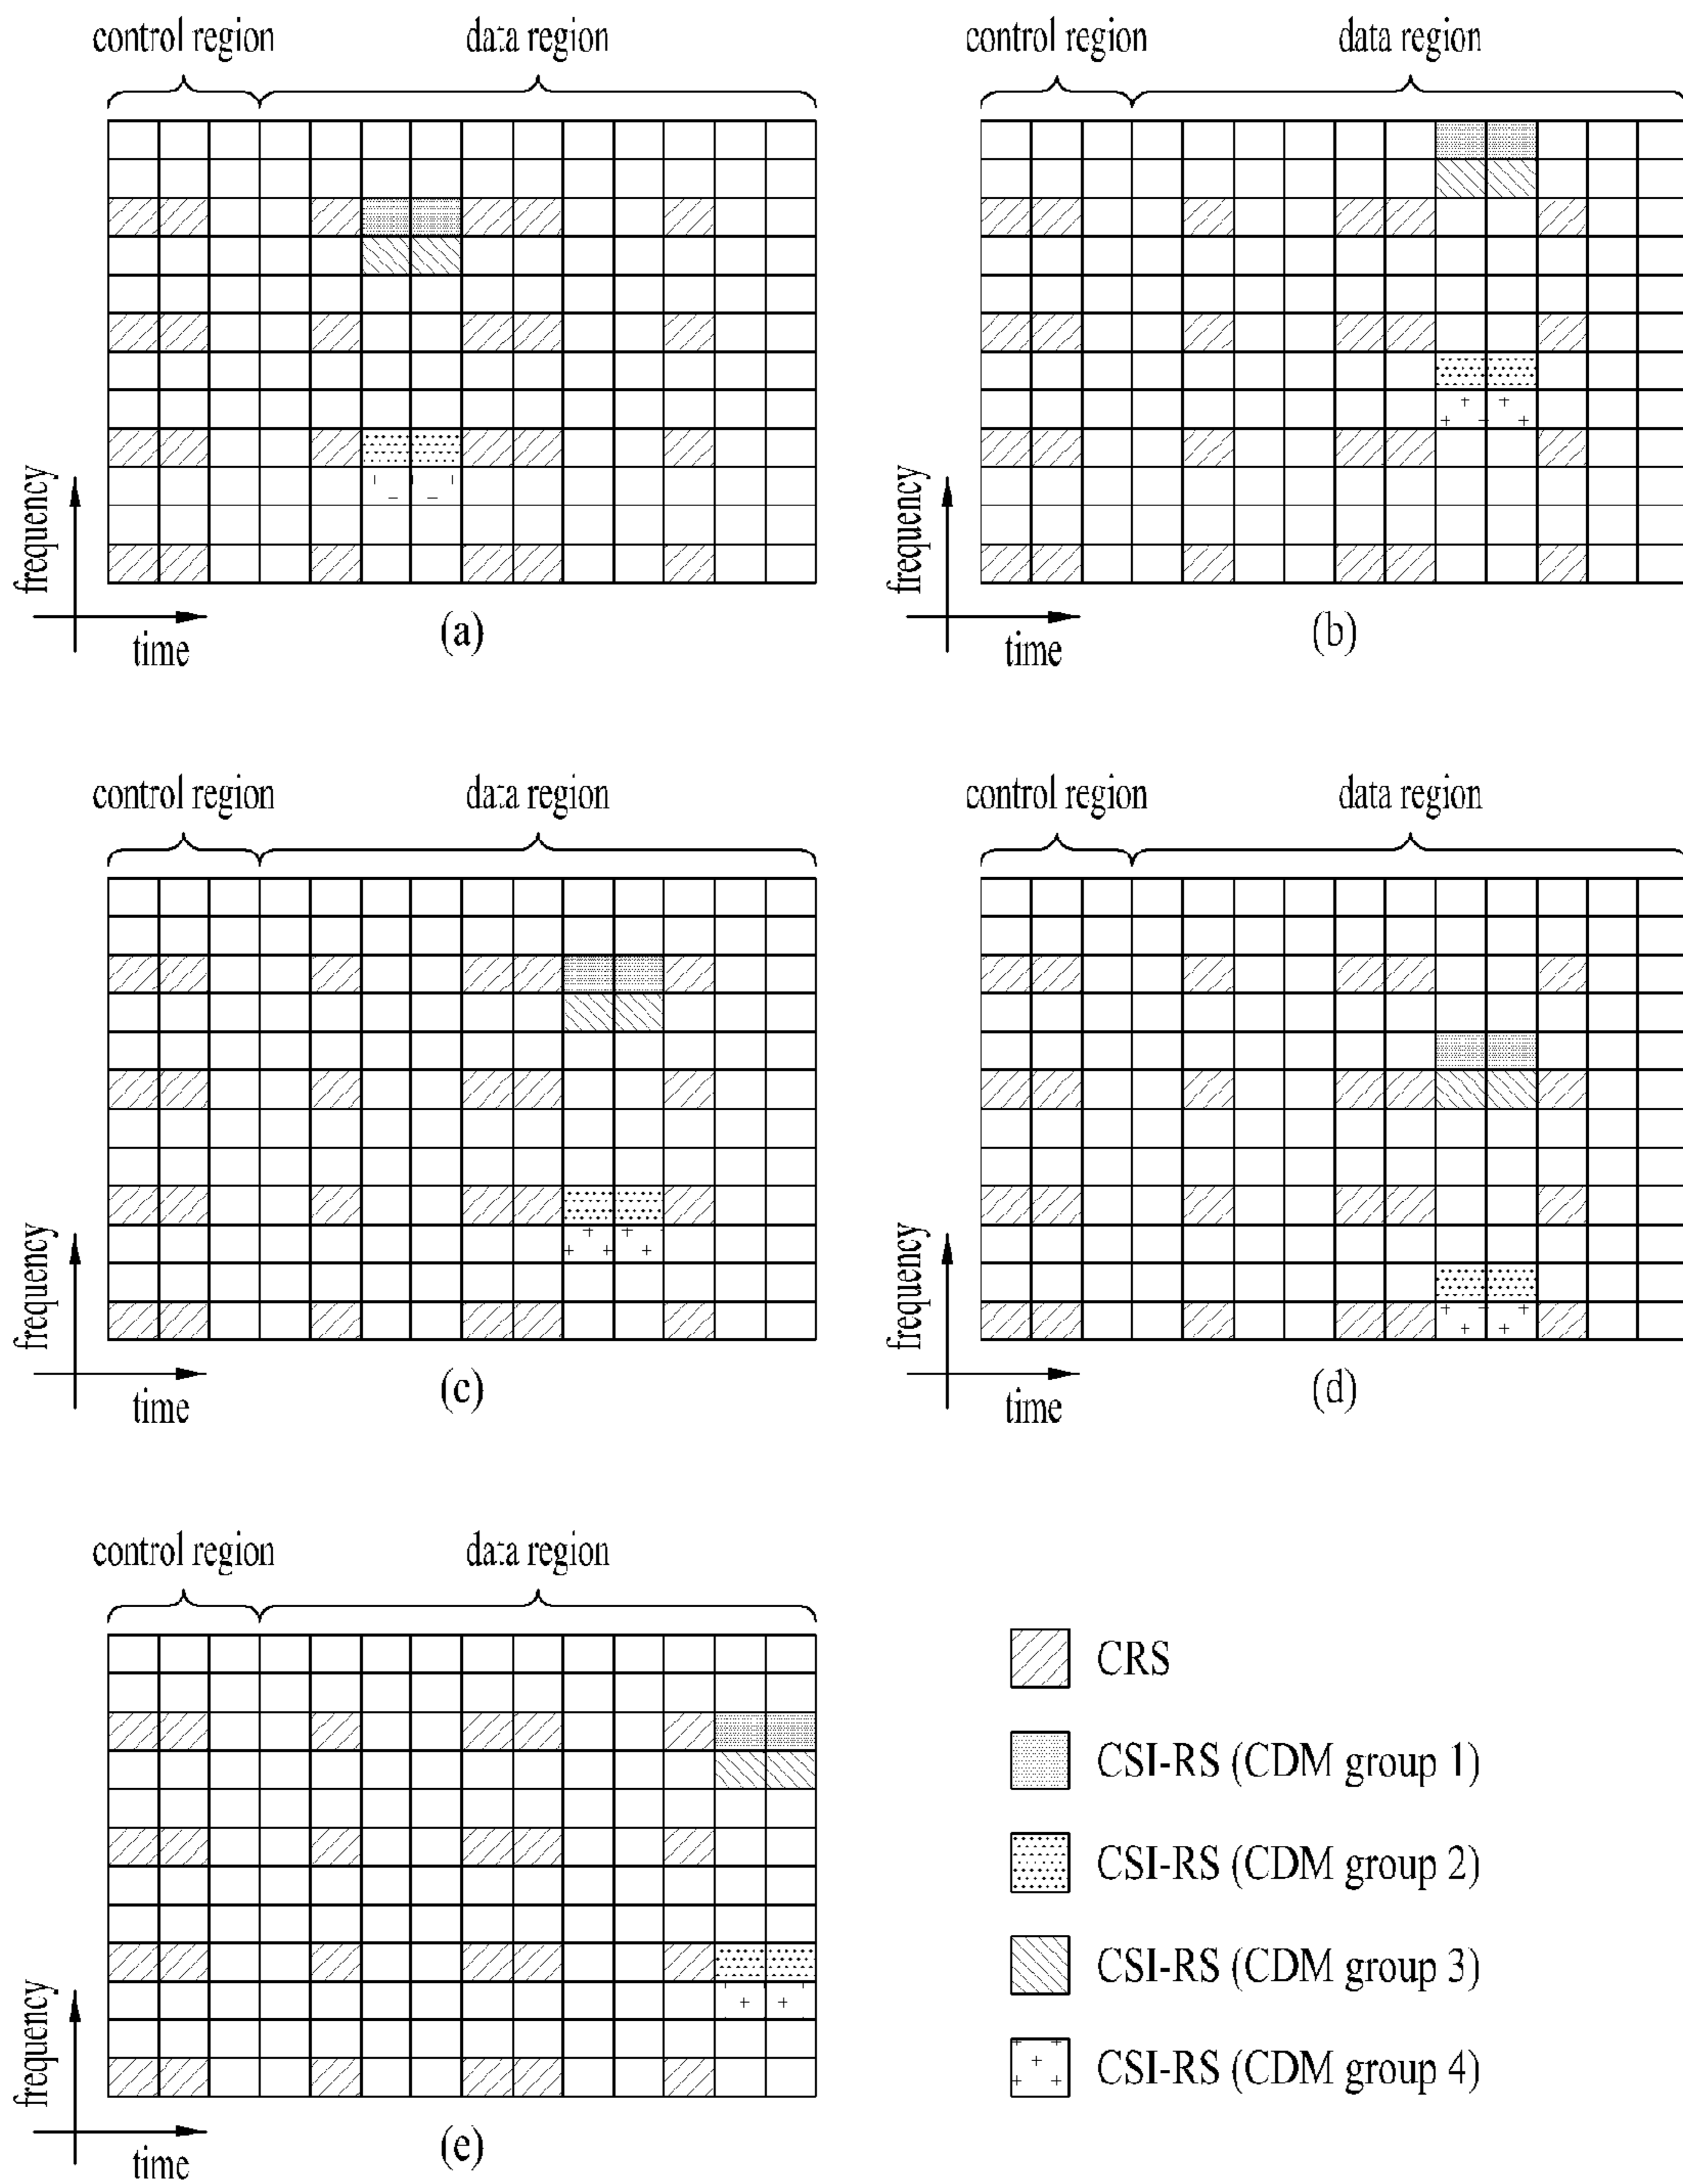 control region
data region
frequency
time
(a)
control region
data region
frequency
time
(b)
control region
data region
frequency
time
(c)
control region
data region
frequency
time
(d)
control region
data region
frequency
time
(e)
CRS
CSI-RS (CDM group 1)
CSI-RS (CDM group 2)
CSI-RS (CDM group 3)
CSI-RS (CDM group 4)